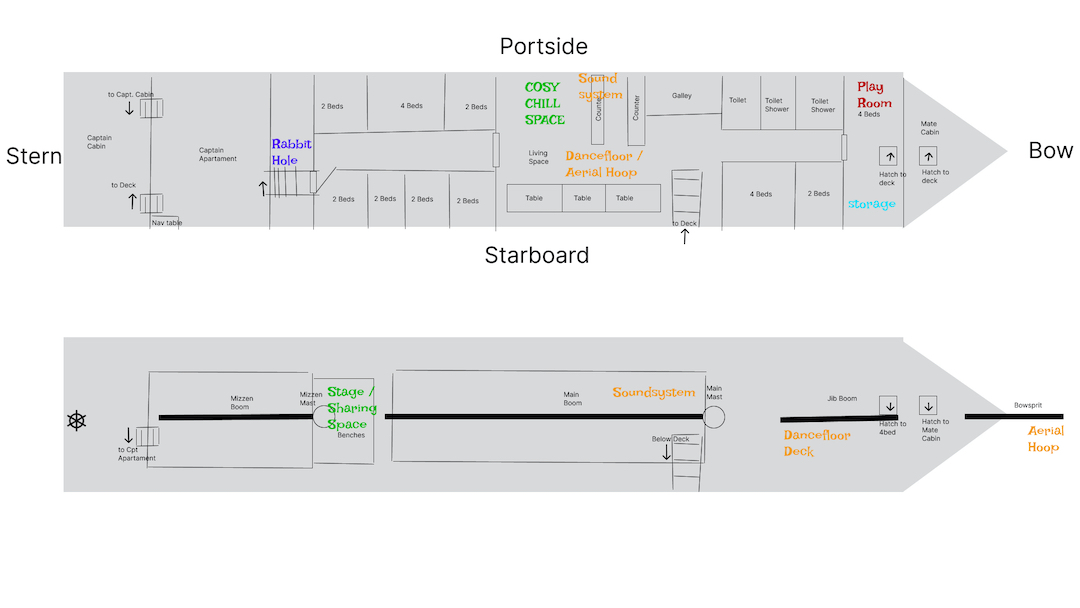 Portside
Stern
Bow
to Capt. Cabin
Captain
Cabin
to Deck
Nav table
Captain
Apartament
Rabbit
Hole
2 Beds
4 Beds
2 Beds
2 Beds
2 Beds
2 Beds
2 Beds
COSY
CHILL
SPACE
Sound
system
Counter
Counter
Living
Space
Dancefloor /
Aerial Hoop
Table
Table
Table
Galley
to Deck
Toilet
Toilet
Shower
Toilet
Shower
4 Beds
2 Beds
Play
Room
4 Beds
Hatch to
deck
storage
Mate
Cabin
Hatch to
deck
Starboard
Mizzen
Boom
Mizzen
Mast
Stage /
Sharing
Space
Benches
to Cpt
Apartament
Main
Boom
Soundsystem
Main
Mast
Below Deck
Jib Boom
Dancefloor
Deck
Hatch to
4bed
Hatch to
Mate
Cabin
Bowsprit
Aerial
Hoop